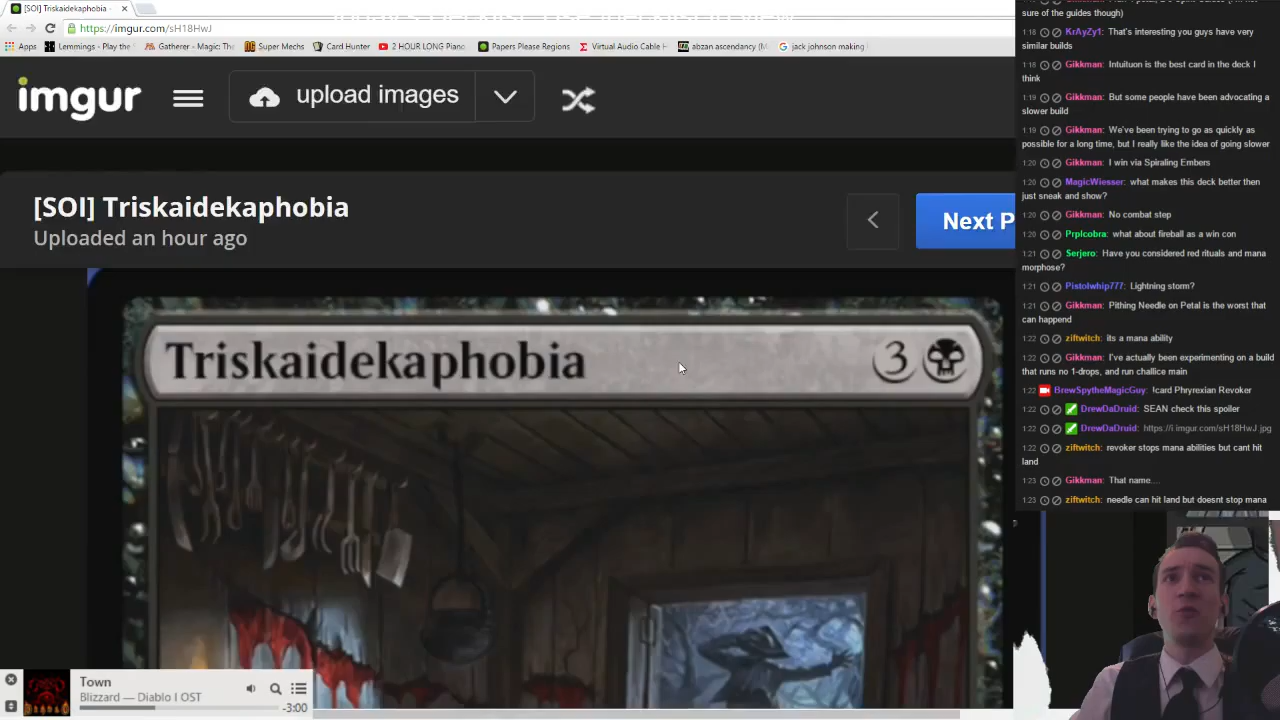 [SOI] Triskaidekaphobia
https://imgur.com/sH18HwJ
Apps
Lemmings - Play the
Gatherer - Magic: The
Super Mechs
Card Hunter
2 HOUR LONG Piano
Papers Please Regions
Virtual Audio Cable
abzan ascendancy (M
jack johnson making
imgur
upload images
[SOI] Triskaidekaphobia
Uploaded an hour ago
Next P
Triskaidekaphobia
3
Town
Blizzard — Diablo I OST
-3:00
sure of the guides though)
1:18 KrAyZy1: That's interesting you guys have very
similar builds
1:18 Gikkman: Intuituon is the best card in the deck I
think
1:19 Gikkman: But some people have been advocating a
slower build
1:19 Gikkman: We've been trying to go as quickly as
possible for a long time, but I really like the idea of going slower
1:20 Gikkman: I win via Spiraling Embers
1:20 MagicWiesser: what makes this deck better then
just sneak and show?
1:20 Gikkman: No combat step
1:20 Prplcobra: what about fireball as a win con
1:21 Serjero: Have you considered red rituals and mana
morphose?
1:21 Pistolwhip777: Lightning storm?
1:21 Gikkman: Pithing Needle on Petal is the worst that
can happend
1:22 ziftwitch: its a mana ability
1:22 Gikkman: I've actually been experimenting on a build
that runs no 1-drops, and run challice main
1:22 BrewSpytheMagicGuy: !card Phryrexian Revoker
1:22 DrewDaDruid: SEAN check this spoiler
1:22 DrewDaDruid: https://i.imgur.com/sH18HwJ.jpg
1:22 ziftwitch: revoker stops mana abilities but cant hit
land
1:23 Gikkman: That name....
1:23 ziftwitch: needle can hit land but doesnt stop mana